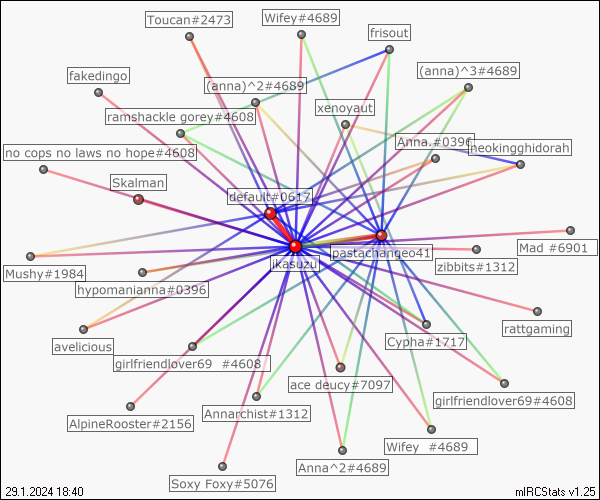 Toucan#2473
Wifey#4689
frisout
fakedingo
(anna)^2#4689
(anna)^3#4689
xenoyaut
ramshackle gorey#4608
Anna.#0396
theokingghidorah
no cops no laws no hope#4608
Skalman
default#0617
pastachangeo41
jikasuzu
Mad #6901
zibbits#1312
Mushy#1984
hypomanianna#0396
rattgaming
avelicious
Cypha#1717
girlfriendlover69 #4608
ace deucy#7097
girlfriendlover69#4608
AlpineRooster#2156
Annarchist#1312
Wifey #4689
Anna^2#4689
Soxy Foxy#5076
29.1.2024 18:40
mIRCStats v1.25